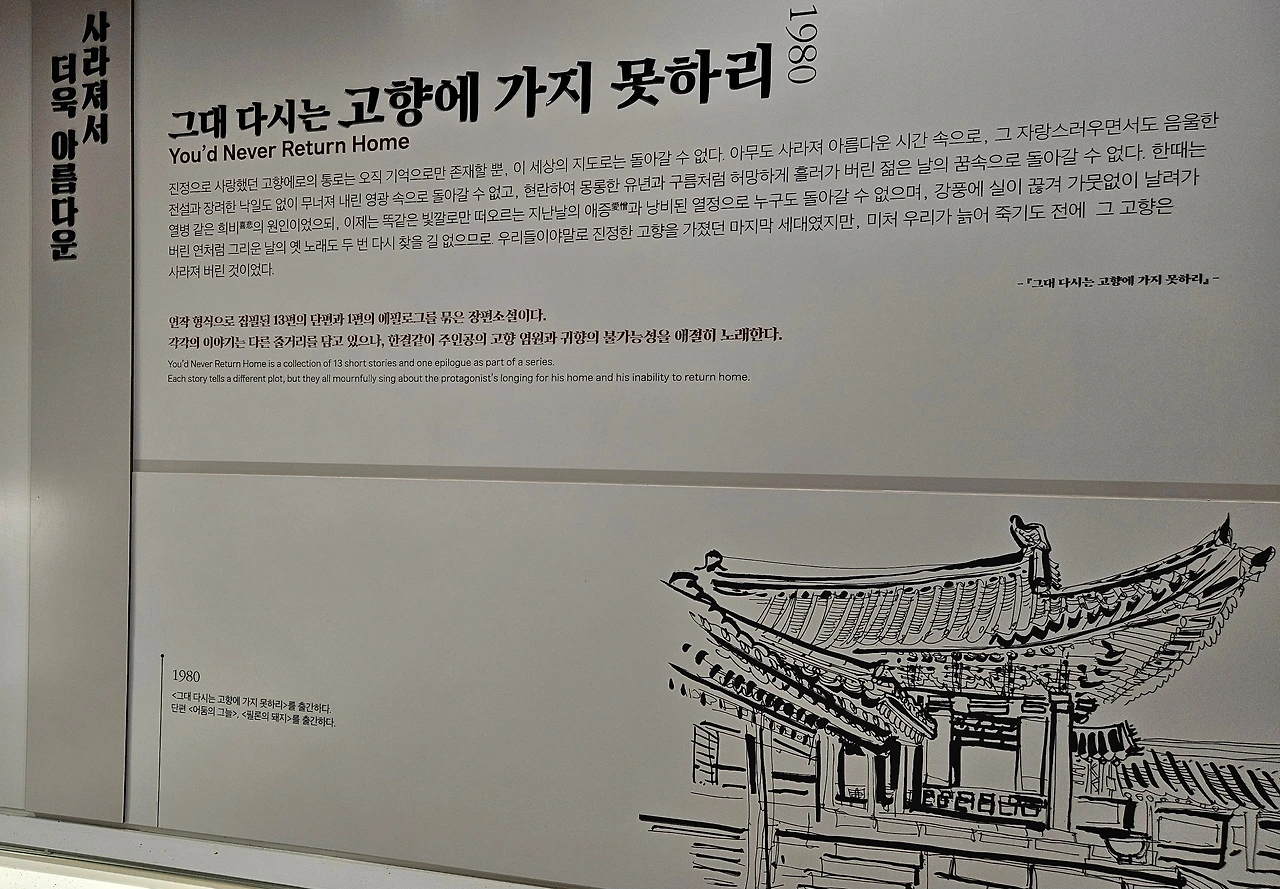 사라져서
더욱 아름다운
1980
그대 다시는 고향에 가지 못하리
You'd Never Return Home
진정으로 사랑했던 고향에로의 통로는 오직 기억으로만 존재할 뿐, 이 세상의 지도로는 돌아갈 수 없다. 아무도 사라져 아름다운 시간 속으로, 그 자랑스러우면서도 음울한
전설과 장려한 낙일도 없이 무너져 내린 영광 속으로 돌아갈 수 없고, 현란하여 몽롱한 유년과 구름처럼 허망하게 흘러가 버린 젊은 날의 꿈속으로 돌아갈 수 없다. 한때는
열병 같은 희비喜悲의 원인이었으되, 이제는 똑같은 빛깔로만 떠오르는 지난날의 애증愛憎과 낭비된 열정으로 누구도 돌아갈 수 없으며, 강풍에 실이 끊겨 가뭇없이 날려가
버린 연처럼 그리운 날의 옛 노래도 두 번 다시 찾을 길 없으므로. 우리들이야말로 진정한 고향을 가졌던 마지막 세대였지만, 미처 우리가 늙어 죽기도 전에 그 고향은
사라져 버린 것이었다.
-『그대 다시는 고향에 가지 못하리』-
연작 형식으로 집필된 13편의 단편과 1편의 에필로그를 묶은 장편소설이다.
각각의 이야기는 다른 줄거리를 담고 있으나, 한결같이 주인공의 고향 염원과 귀향의 불가능성을 애절히 노래한다.
You'd Never Return Home is a collection of 13 short stories and one epilogue as part of a series.
Each story tells a different plot, but they all mournfully sing about the protagonist's longing for his home and his inability to return home.
1980
<그대 다시는 고향에 가지 못하리>를 출간하다.
단편 <어둠의 그늘>, <필론의 돼지>를 출간하다.